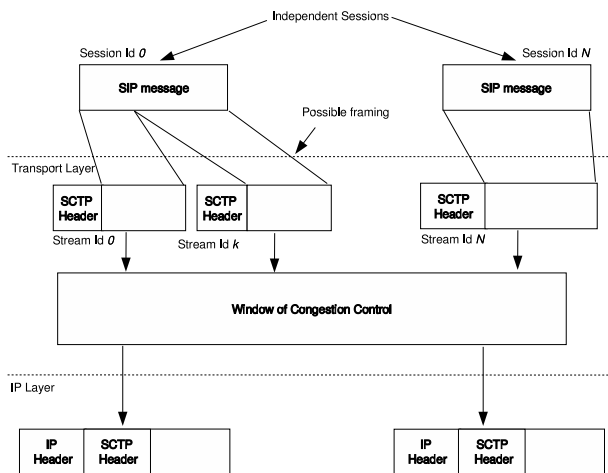 Independent Sessions
Session Id 0
Session Id N
SIP message
SIP message
Possible framing
Transport Layer
SCTP
Header
SCTP
Header
SCTP
Header
Stream Id 0
Stream Id k
Stream Id N
Window of Congestion Control
IP Layer
IP
Header
SCTP
Header
IP
Header
SCTP
Header